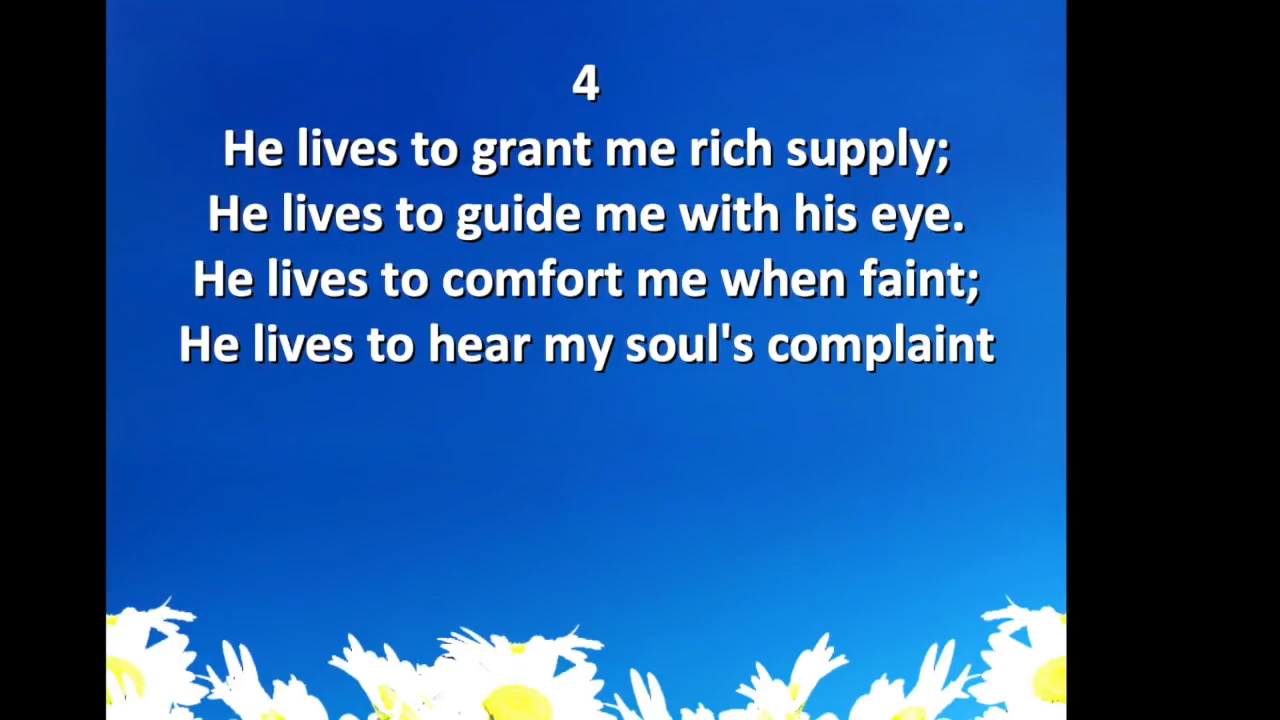 4
He lives to grant me rich supply;
He lives to guide me with his eye.
He lives to comfort me when faint;
He lives to hear my soul's complaint